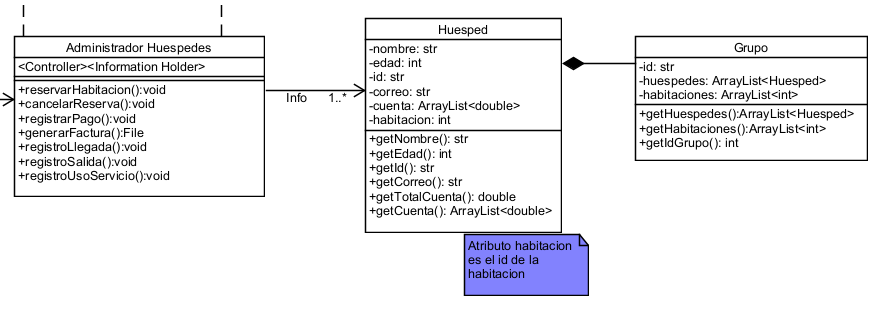 Administrador Huespedes
<Controller><Information Holder>
+reservarHabitacion():void
+cancelarReserva():void
+registrarPago():void
+generarFactura():File
+registroLlegada():void
+registroSalida():void
+registroUsoServicio():void
Info 1..*
Huesped
-nombre: str
-edad: int
-id: str
-correo: str
-cuenta: ArrayList<double>
-habitacion: int
+getNombre(): str
+getEdad(): int
+getId(): str
+getCorreo(): str
+getTotalCuenta(): double
+getCuenta(): ArrayList<double>
Atributo habitacion
es el id de la
habitacion
Grupo
-id: str
-huespedes: ArrayList<Huesped>
-habitaciones: ArrayList<int>
+getHuespedes():ArrayList<Huesped>
+getHabitaciones():ArrayList<int>
+getIdGrupo(): int